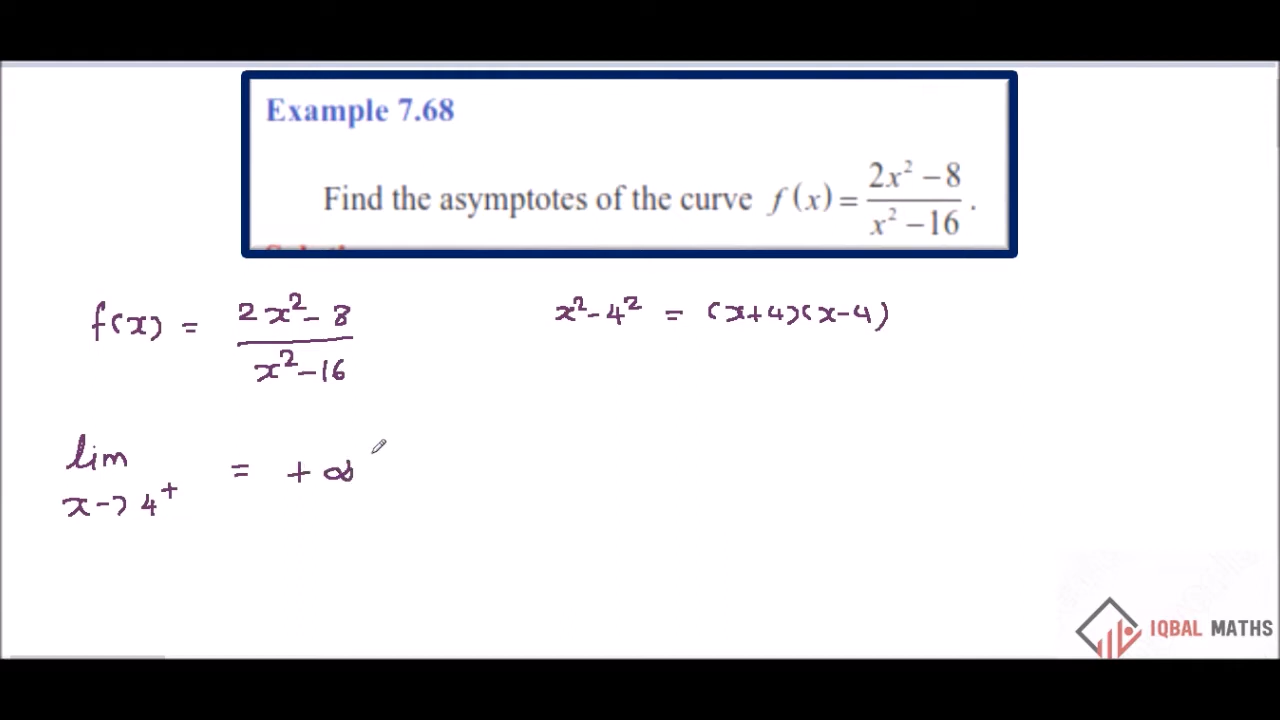 Example 7.68
Find the asymptotes of the curve f(x) = (2x² − 8)/(x² − 16).
f(x) = (2x² − 8)/(x² − 16)
x² − 4² = (x+4)(x−4)
lim x→4⁺ = +∞
IQBAL MATHS